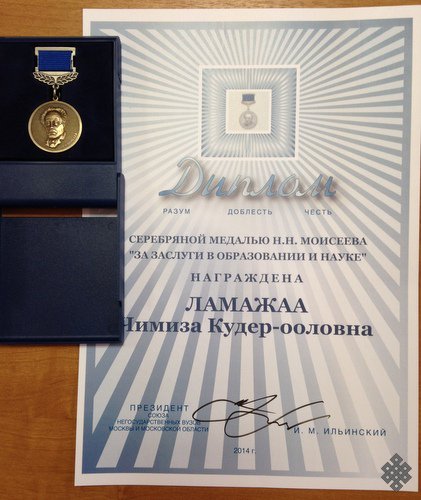 Диплом
РАЗУМ ДОБЛЕСТЬ ЧЕСТЬ
СЕРЕБРЯНОЙ МЕДАЛЬЮ Н.Н. МОИСЕЕВА
"ЗА ЗАСЛУГИ В ОБРАЗОВАНИИ И НАУКЕ"
НАГРАЖДЕНА
ЛАМАЖАА
Чимиза Кудер-ооловна
ПРЕЗИДЕНТ
СОЮЗА
НЕГОСУДАРСТВЕННЫХ ВУЗОВ
МОСКВЫ И МОСКОВСКОЙ ОБЛАСТИ
И. М. ИЛЬИНСКИЙ
2014 г.